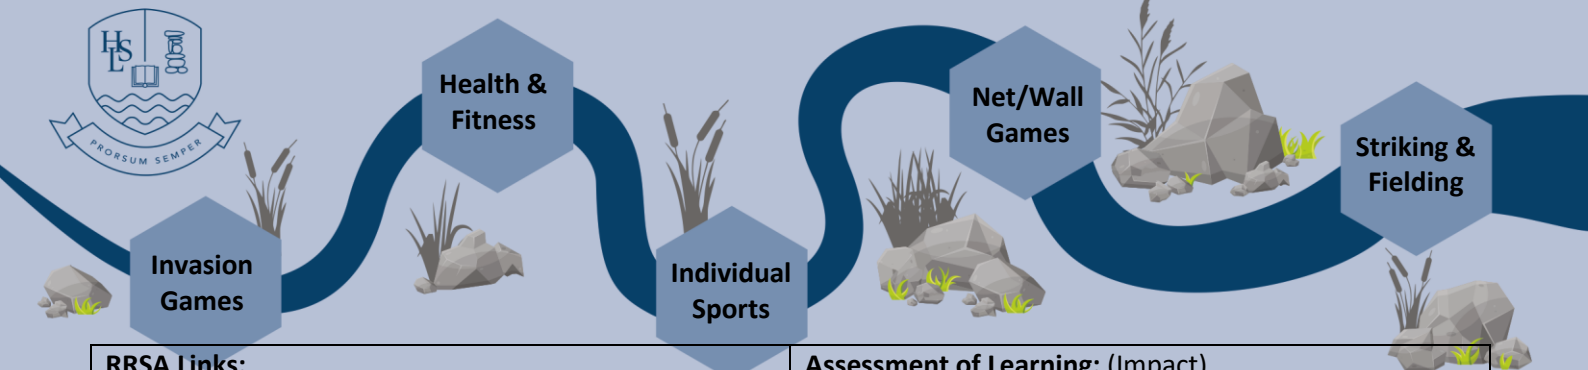 HLS
PRORSUM SEMPER
Invasion
Games
Health &
Fitness
Individual
Sports
Net/Wall
Games
Striking &
Fielding
RRSA Links:
Assessment of Learning: (Impact)